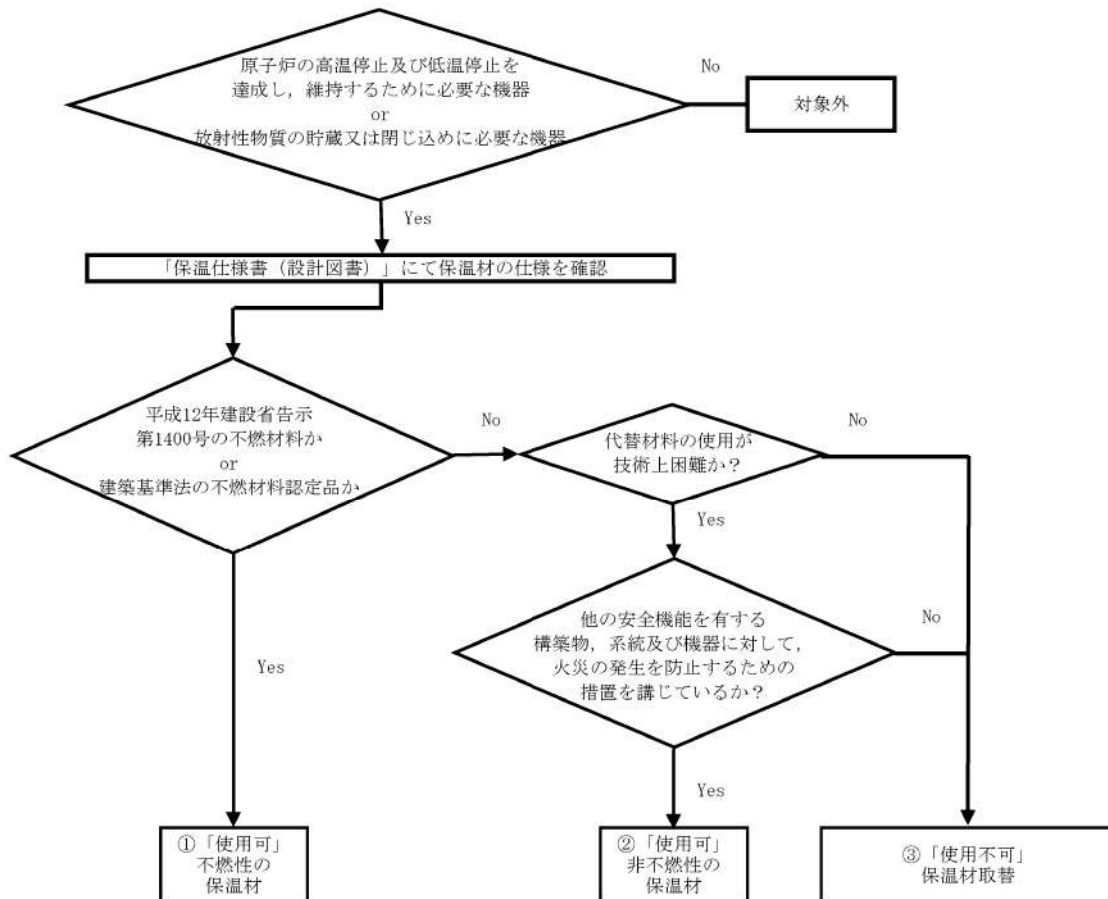 原子炉の高温停止及び低温停止を
達成し，維持するために必要な機器
or
放射性物質の貯蔵又は閉じ込めに必要な機器
No
対象外
Yes
「保温仕様書（設計図書）」にて保温材の仕様を確認
平成12年建設省告示
第1400号の不燃材料か
or
建築基準法の不燃材料認定品か
No
代替材料の使用が
技術上困難か？
No
Yes
他の安全機能を有する
構築物，系統及び機器に対して，
火災の発生を防止するための
措置を講じているか？
No
Yes
Yes
①「使用可」
不燃性の
保温材
②「使用可」
非不燃性の
保温材
③「使用不可」
保温材取替